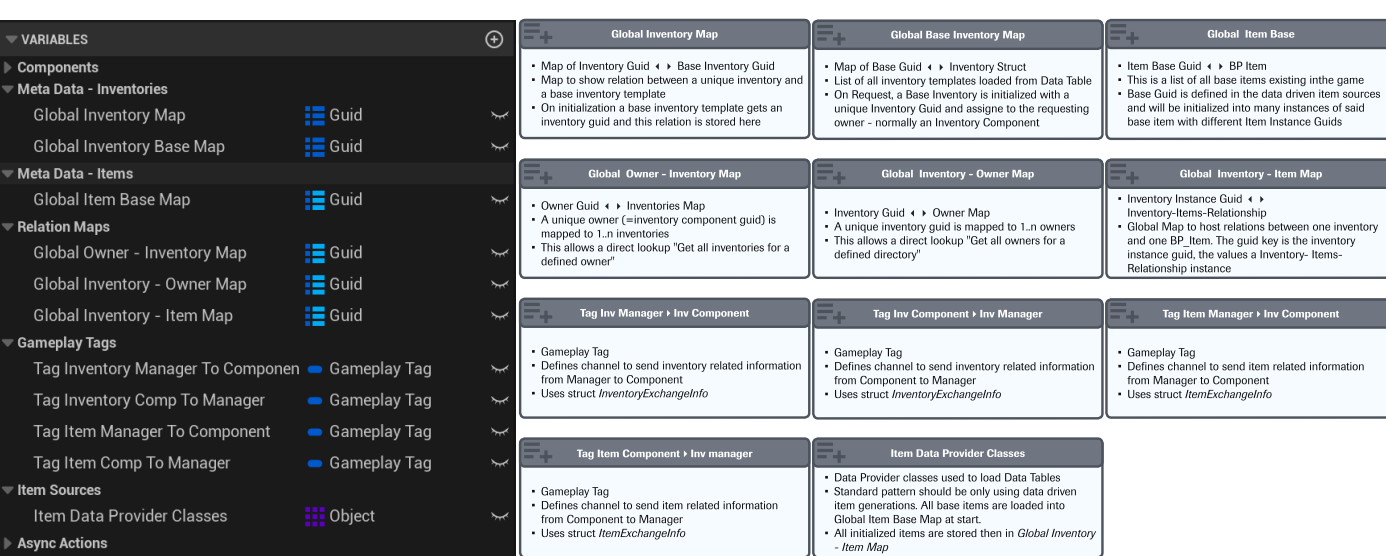 VARIABLES
Components
Meta Data - Inventories
Global Inventory Map Guid
Global Inventory Base Map Guid
Meta Data - Items
Global Item Base Map Guid
Relation Maps
Global Owner - Inventory Map Guid
Global Inventory - Owner Map Guid
Global Inventory - Item Map Guid
Gameplay Tags
Tag Inventory Manager To Componen Gameplay Tag
Tag Inventory Comp To Manager Gameplay Tag
Tag Item Manager To Component Gameplay Tag
Tag Item Comp To Manager Gameplay Tag
Item Sources
Item Data Provider Classes Object
Async Actions
Global Inventory Map
▪ Map of Inventory Guid ◂ ▸ Base Inventory Guid
▪ Map to show relation between a unique inventory and
a base inventory template
▪ On initialization a base inventory template gets an
inventory guid and this relation is stored here
Global Base Inventory Map
▪ Map of Base Guid ◂ ▸ Inventory Struct
▪ List of all inventory templates loaded from Data Table
▪ On Request, a Base Inventory is initialized with a
unique Inventory Guid and assigne to the requesting
owner - normally an Inventory Component
Global Item Base
▪ Item Base Guid ◂ ▸ BP Item
▪ This is a list of all base items existing inthe game
▪ Base Guid is defined in the data driven item sources
and will be initialized into many instances of said
base item with different Item Instance Guids
Global Owner - Inventory Map
▪ Owner Guid ◂ ▸ Inventories Map
▪ A unique owner (=inventory component guid) is
mapped to 1..n inventories
▪ This allows a direct lookup "Get all inventories for a
defined owner"
Global Inventory - Owner Map
▪ Inventory Guid ◂ ▸ Owner Map
▪ A unique inventory guid is mapped to 1..n owners
▪ This allows a direct lookup "Get all owners for a
defined directory"
Global Inventory - Item Map
▪ Inventory Instance Guid ◂ ▸
Inventory-Items-Relationship
▪ Global Map to host relations between one inventory
and one BP_Item. The guid key is the inventory
instance guid, the values a Inventory- Items-
Relationship instance
Tag Inv Manager ▸ Inv Component
▪ Gameplay Tag
▪ Defines channel to send inventory related information
from Manager to Component
▪ Uses struct InventoryExchangeInfo
Tag Inv Component ▸ Inv Manager
▪ Gameplay Tag
▪ Defines channel to send inventory related information
from Component to Manager
▪ Uses struct InventoryExchangeInfo
Tag Item Manager ▸ Inv Component
▪ Gameplay Tag
▪ Defines channel to send item related information
from Manager to Component
▪ Uses struct ItemExchangeInfo
Tag Item Component ▸ Inv manager
▪ Gameplay Tag
▪ Defines channel to send item related information
from Component to Manager
▪ Uses struct ItemExchangeInfo
Item Data Provider Classes
▪ Data Provider classes used to load Data Tables
▪ Standard pattern should be only using data driven
item generations. All base items are loaded into
Global Item Base Map at start.
▪ All initialized items are stored then in Global Inventory
- Item Map